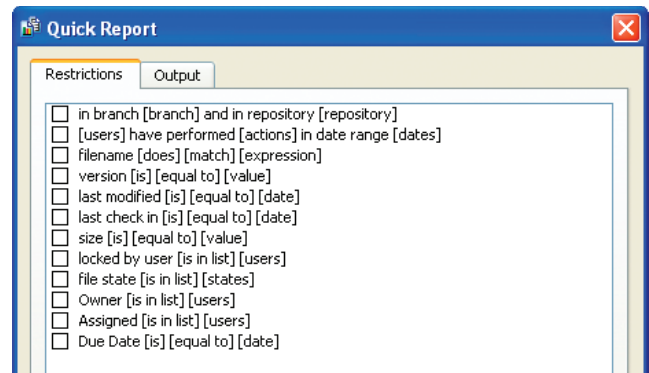 Quick Report
Restrictions Output
in branch [branch] and in repository [repository]
[users] have performed [actions] in date range [dates]
filename [does] [match] [expression]
version [is] [equal to] [value]
last modified [is] [equal to] [date]
last check in [is] [equal to] [date]
size [is] [equal to] [value]
locked by user [is in list] [users]
file state [is in list] [states]
Owner [is in list] [users]
Assigned [is in list] [users]
Due Date [is] [equal to] [date]